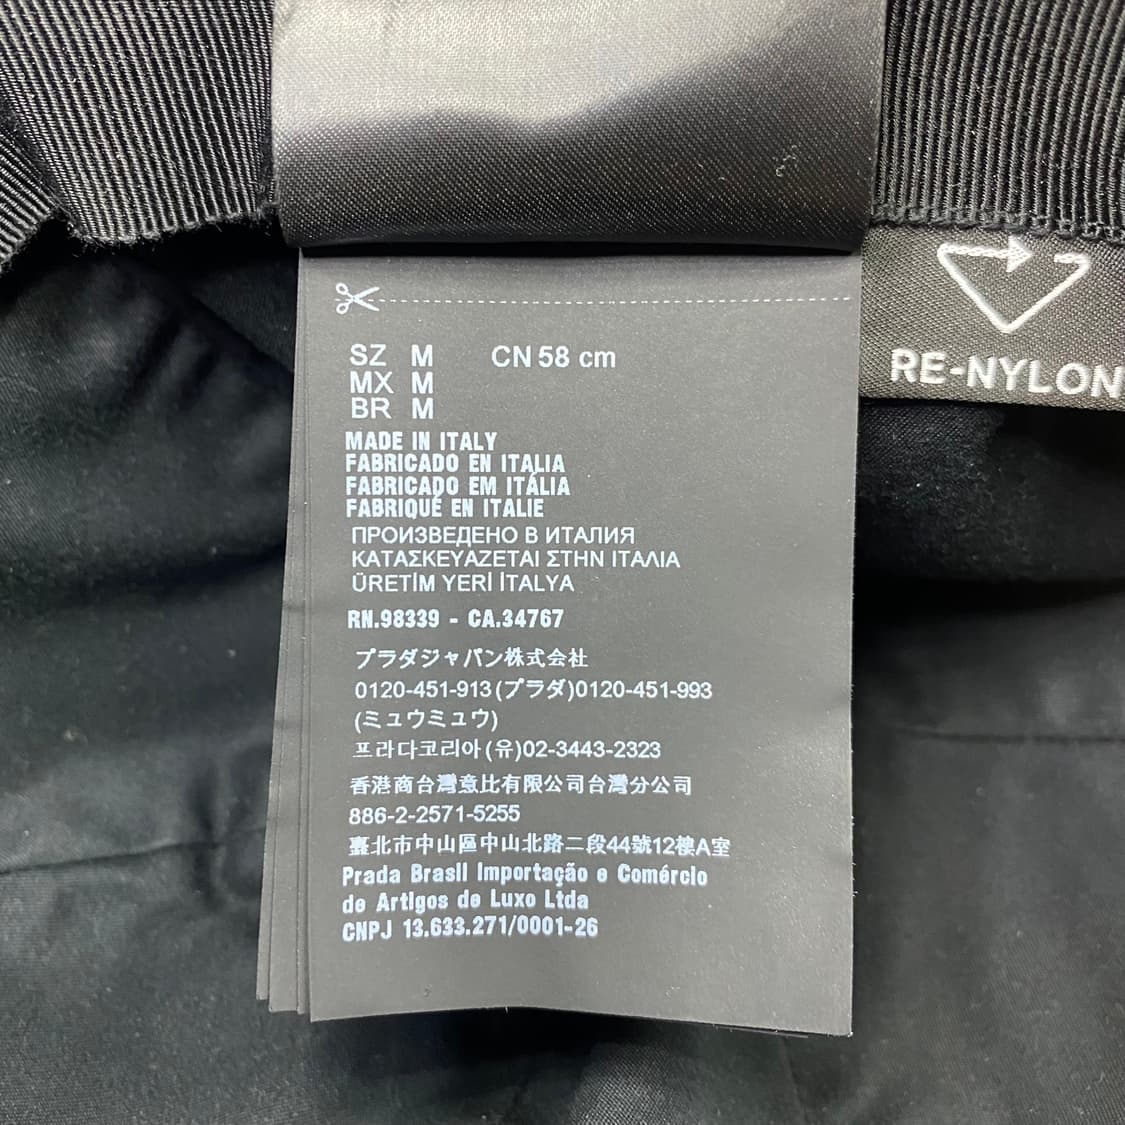 SZ M CN 58 cm
MX M
BR M
MADE IN ITALY
FABRICADO EN ITALIA
FABRICADO EM ITÁLIA
FABRIQUÉ EN ITALIE
ПРОИЗВЕДЕНО В ИТАЛИЯ
ΚΑΤΑΣΚΕΥΑΖΕΤΑΙ ΣΤΗΝ ΙΤΑΛΙΑ
ÜRETİM YERİ İTALYA
RN.98339 - CA.34767
プラダジャパン株式会社
0120-451-913(プラダ)0120-451-993
(ミュウミュウ)
프라다코리아(유)02-3443-2323
香港商台灣意比有限公司台灣分公司
886-2-2571-5255
臺北市中山區中山北路二段44號12樓A室
Prada Brasil Importação e Comércio
de Artigos de Luxo Ltda
CNPJ 13.633.271/0001-26
RE-NYLON